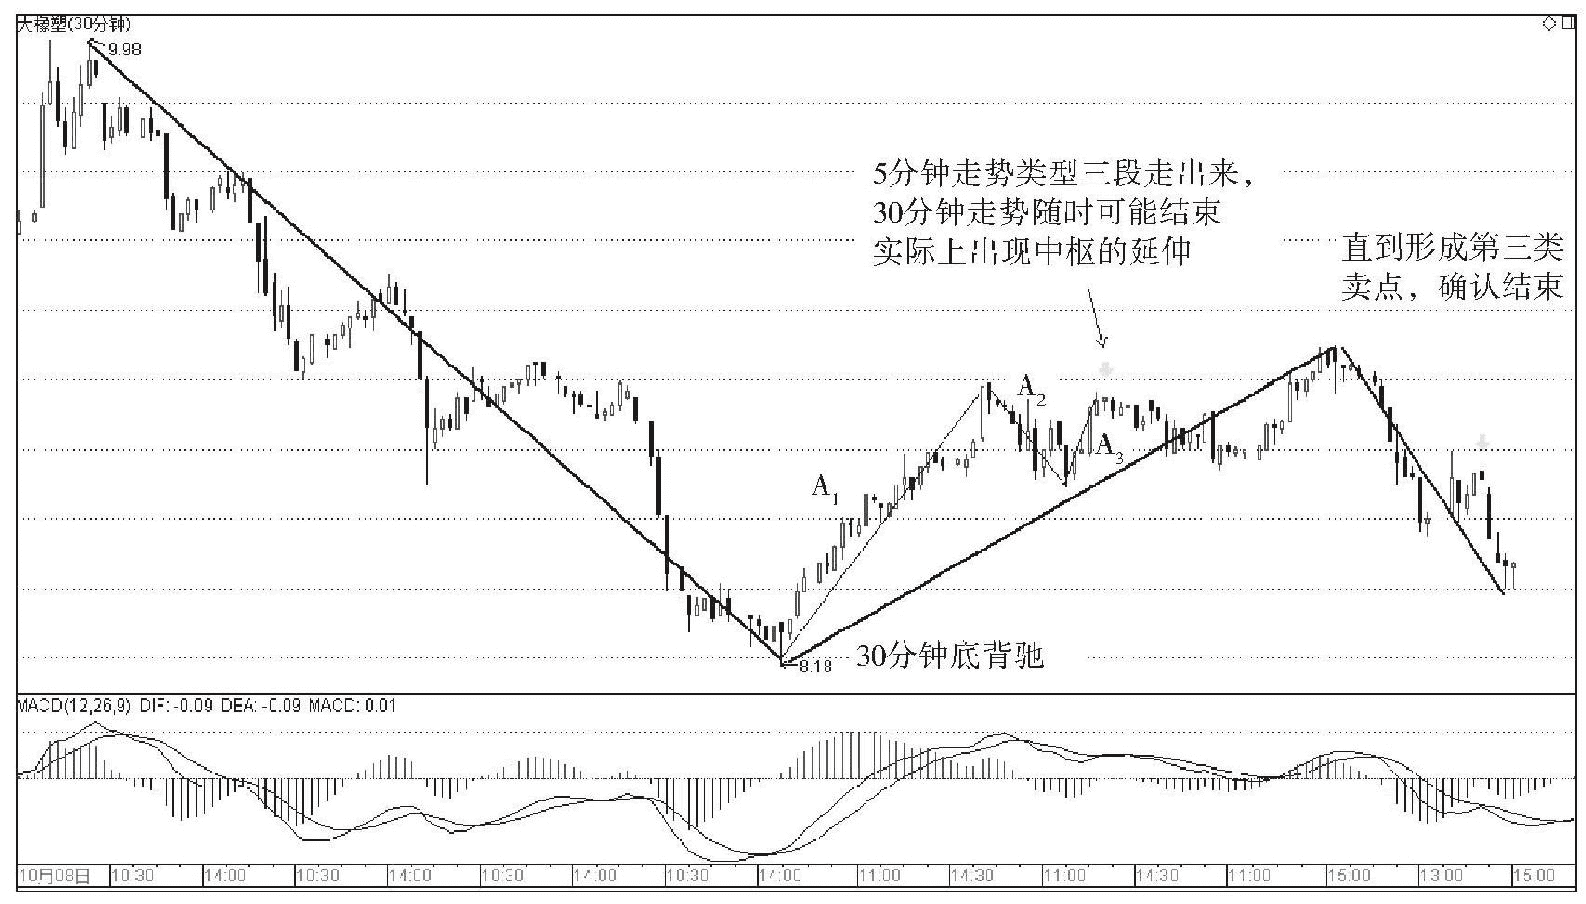 大橡塑(30分钟)
9.98
5分钟走势类型三段走出来，
30分钟走势随时可能结束
实际上出现中枢的延伸
直到形成第三类
卖点，确认结束
A2
A1
A3
8.18
30分钟底背驰
MACD(12,26,9) DIF:-0.09 DEA:-0.09 MACD:0.01
10月08日 10:30 14:00 10:30 14:00 10:30 14:00 10:30 14:00 11:00 14:30 11:00 14:30 11:00 15:00 13:00 15:00